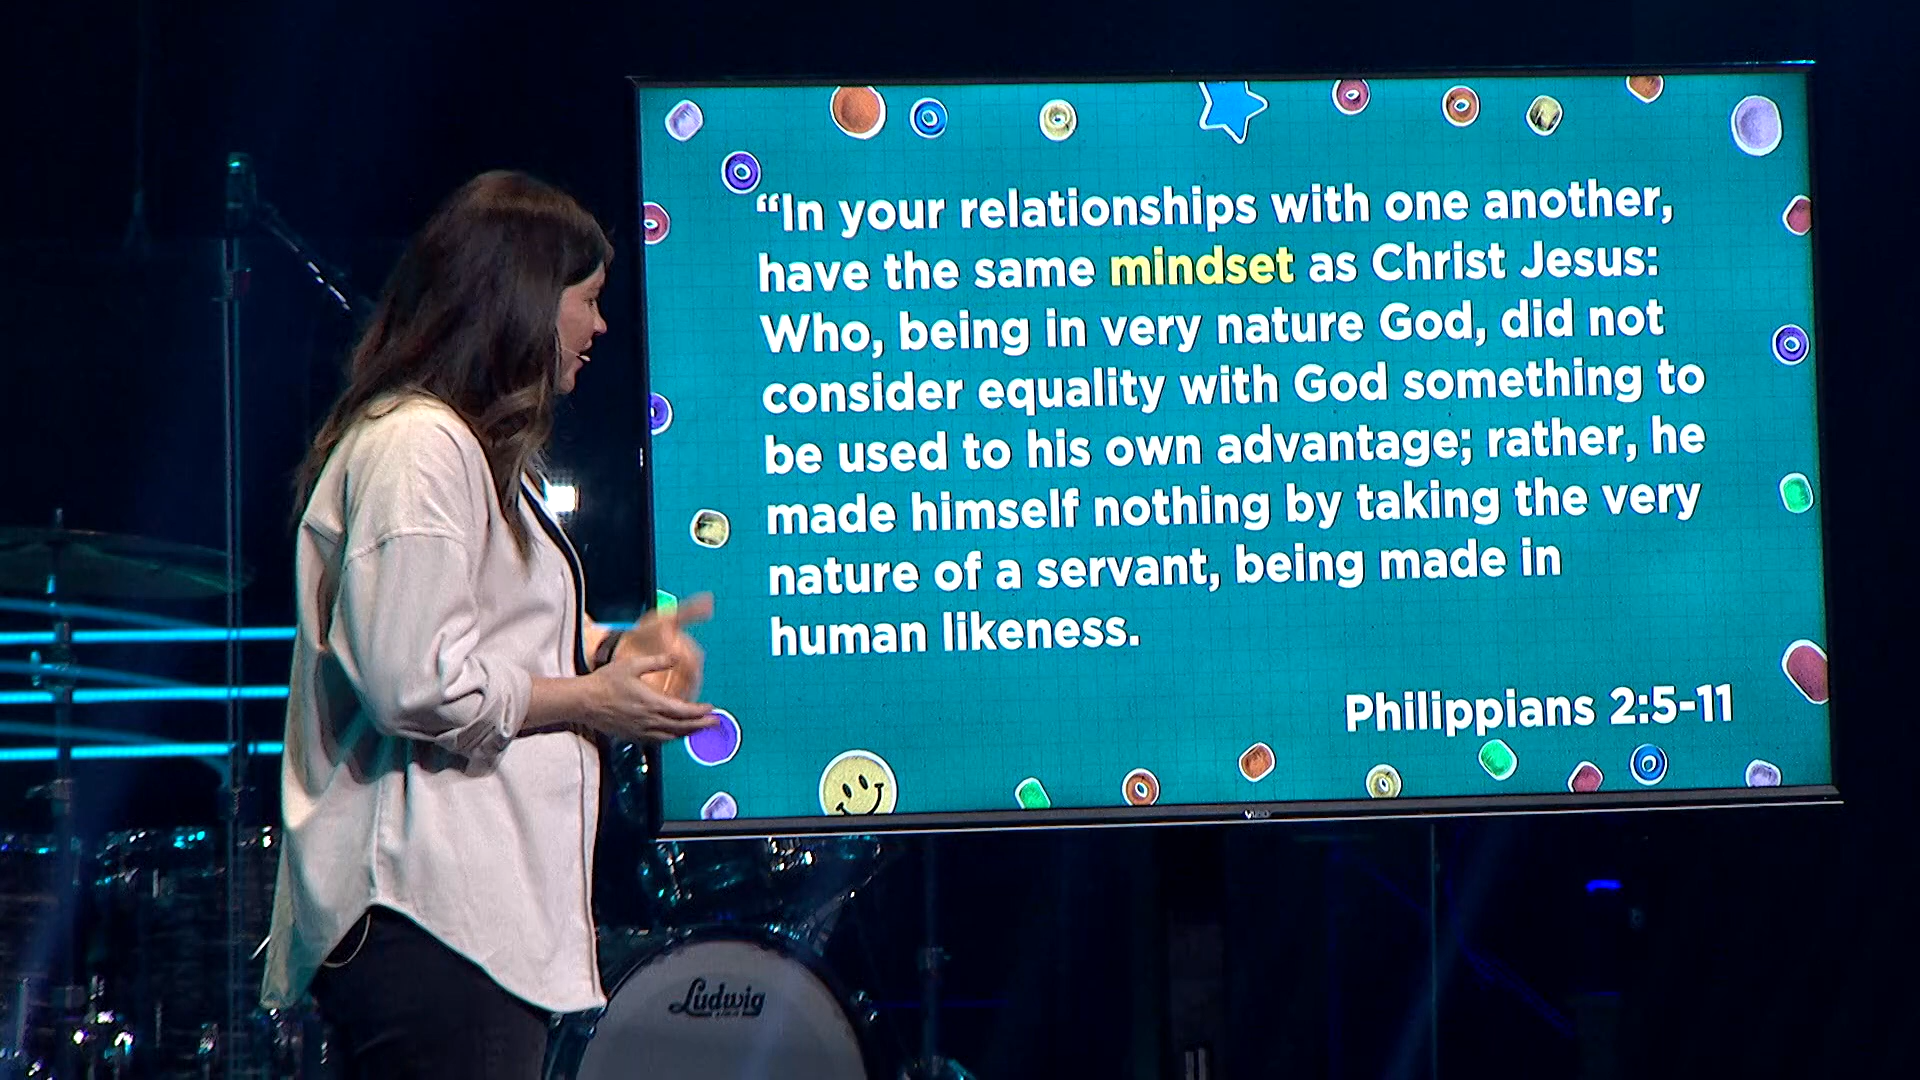 “In your relationships with one another,
have the same mindset as Christ Jesus:
Who, being in very nature God, did not
consider equality with God something to
be used to his own advantage; rather, he
made himself nothing by taking the very
nature of a servant, being made in
human likeness.
Philippians 2:5-11
VIZIO
Ludwig